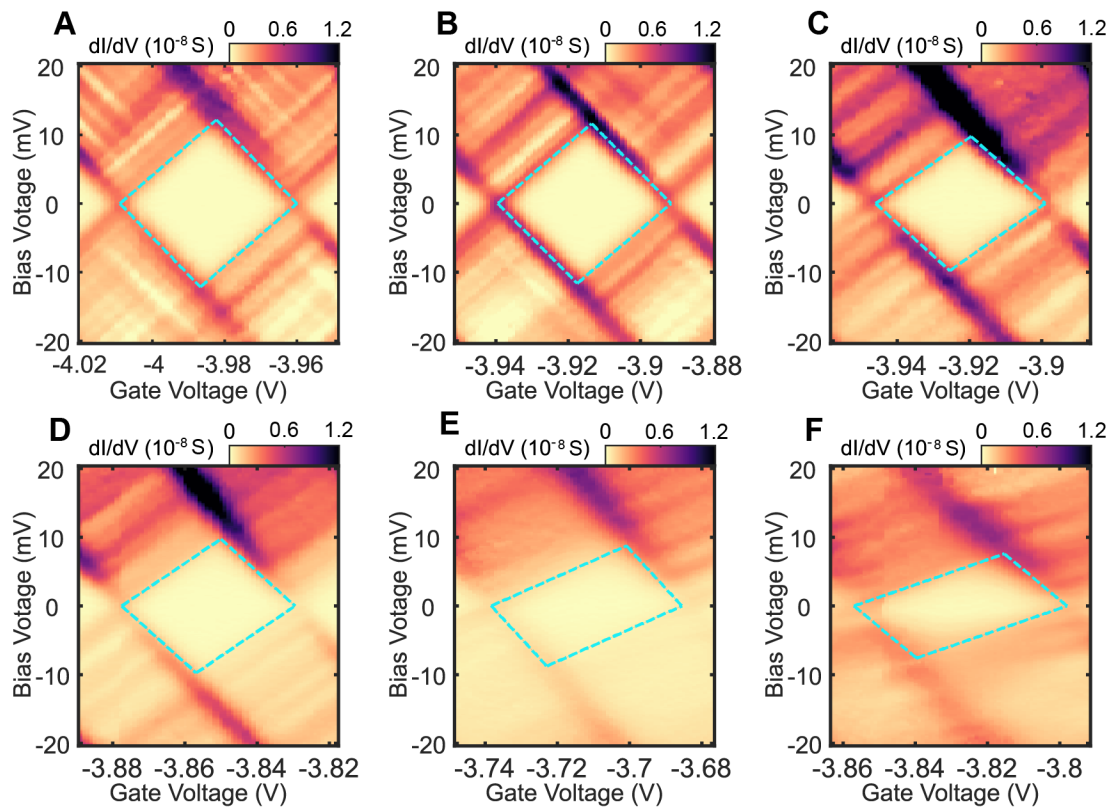 A
dI/dV (10⁻⁸ S)
0 0.6 1.2
20
10
0
-10
-20
Bias Votage (mV)
-4.02 -4 -3.98 -3.96
Gate Voltage (V)
B
dI/dV (10⁻⁸ S)
0 0.6 1.2
20
10
0
-10
-20
Bias Votage (mV)
-3.94 -3.92 -3.9 -3.88
Gate Voltage (V)
C
dI/dV (10⁻⁸ S)
0 0.6 1.2
20
10
0
-10
-20
Bias Votage (mV)
-3.94 -3.92 -3.9
Gate Voltage (V)
D
dI/dV (10⁻⁸ S)
0 0.6 1.2
20
10
0
-10
-20
Bias Votage (mV)
-3.88 -3.86 -3.84 -3.82
Gate Voltage (V)
E
dI/dV (10⁻⁸ S)
0 0.6 1.2
20
10
0
-10
-20
Bias Votage (mV)
-3.74 -3.72 -3.7 -3.68
Gate Voltage (V)
F
dI/dV (10⁻⁸ S)
0 0.6 1.2
20
10
0
-10
-20
Bias Votage (mV)
-3.86 -3.84 -3.82 -3.8
Gate Voltage (V)